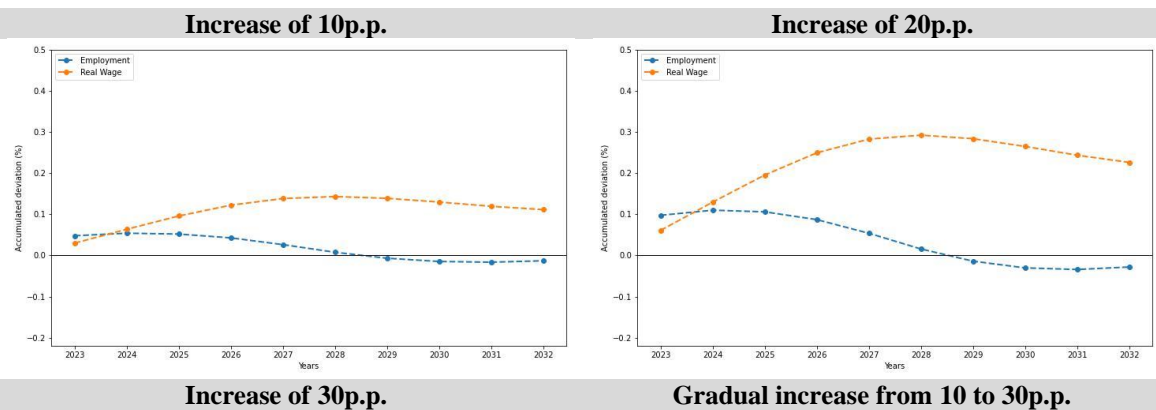 Increase of 10p.p.
Increase of 20p.p.
0.5
0.4
0.3
0.2
0.1
0.0
−0.1
−0.2
Accumulated deviation (%)
Employment
Real Wage
2023 2024 2025 2026 2027 2028 2029 2030 2031 2032
Years
0.5
0.4
0.3
0.2
0.1
0.0
−0.1
−0.2
Accumulated deviation (%)
Employment
Real Wage
2023 2024 2025 2026 2027 2028 2029 2030 2031 2032
Years
Increase of 30p.p.
Gradual increase from 10 to 30p.p.